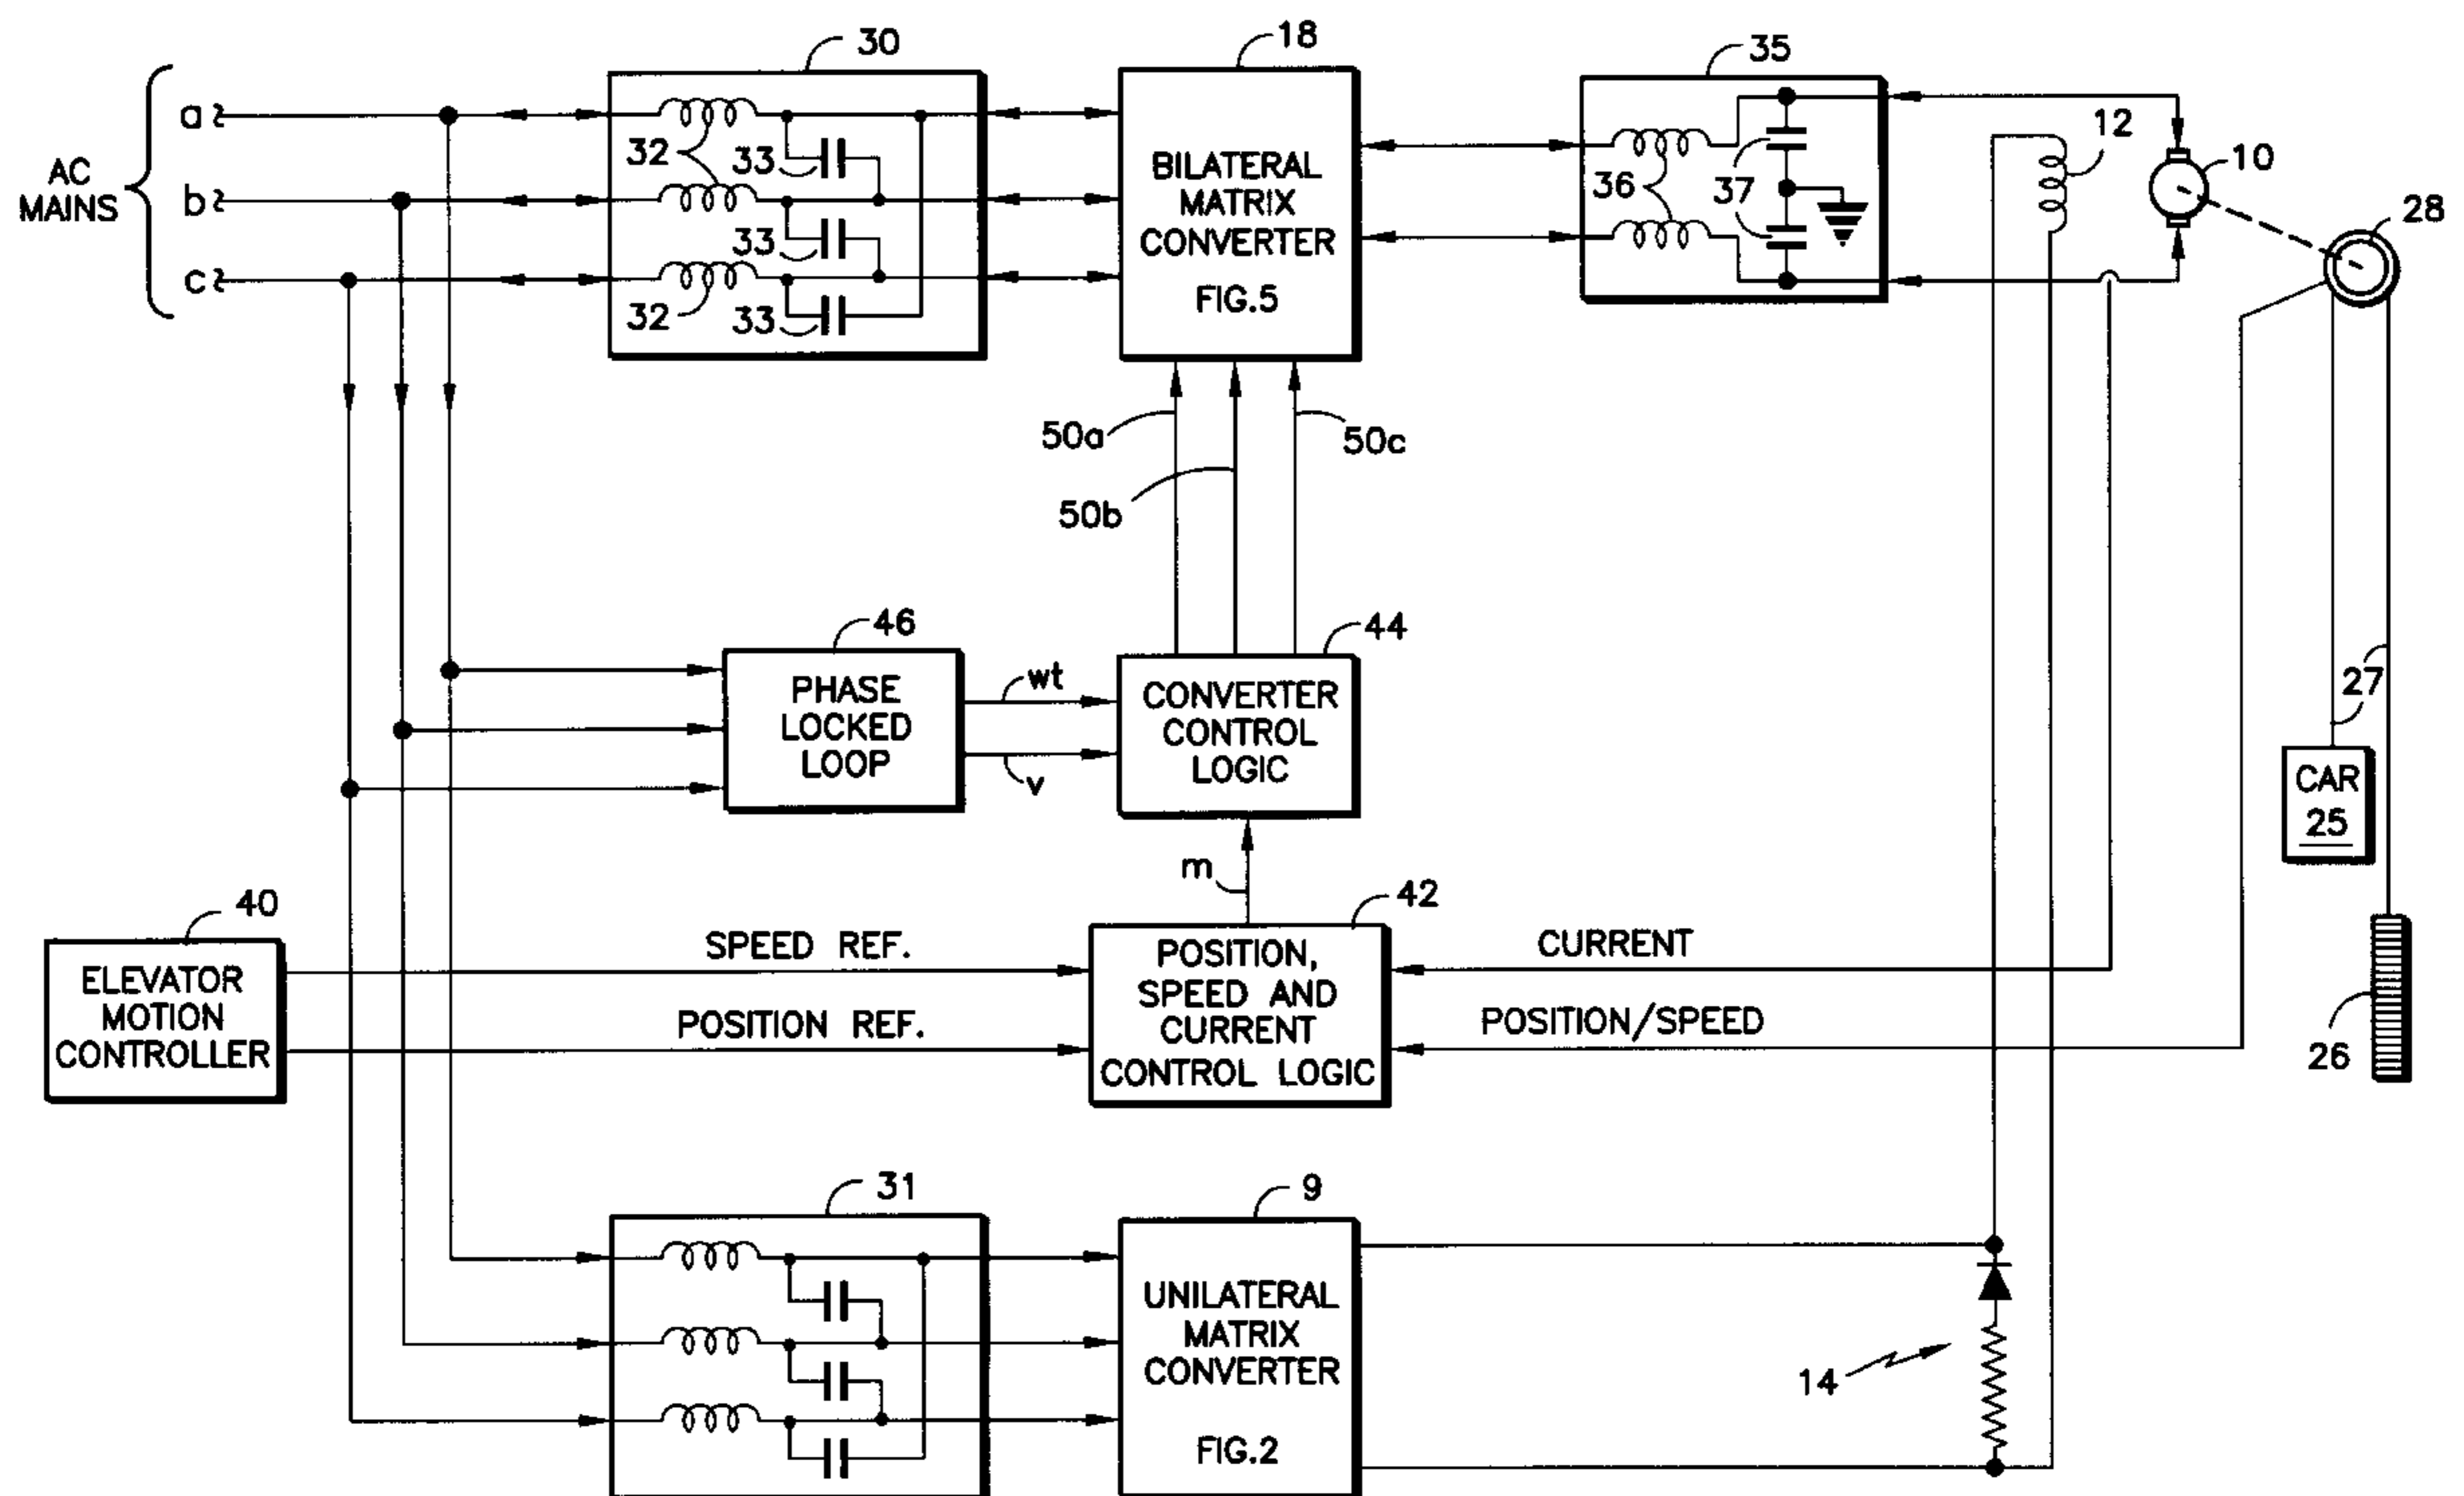 30
18
35
a
b
c
AC
MAINS
32
33
33
32
33
BILATERAL
MATRIX
CONVERTER
FIG.5
36
37
12
10
28
50a
50b
50c
46
44
PHASE
LOCKED
LOOP
wt
v
CONVERTER
CONTROL
LOGIC
27
CAR
25
m
40
42
ELEVATOR
MOTION
CONTROLLER
SPEED REF.
POSITION REF.
POSITION,
SPEED AND
CURRENT
CONTROL LOGIC
CURRENT
POSITION/SPEED
26
31
9
UNILATERAL
MATRIX
CONVERTER
FIG.2
14